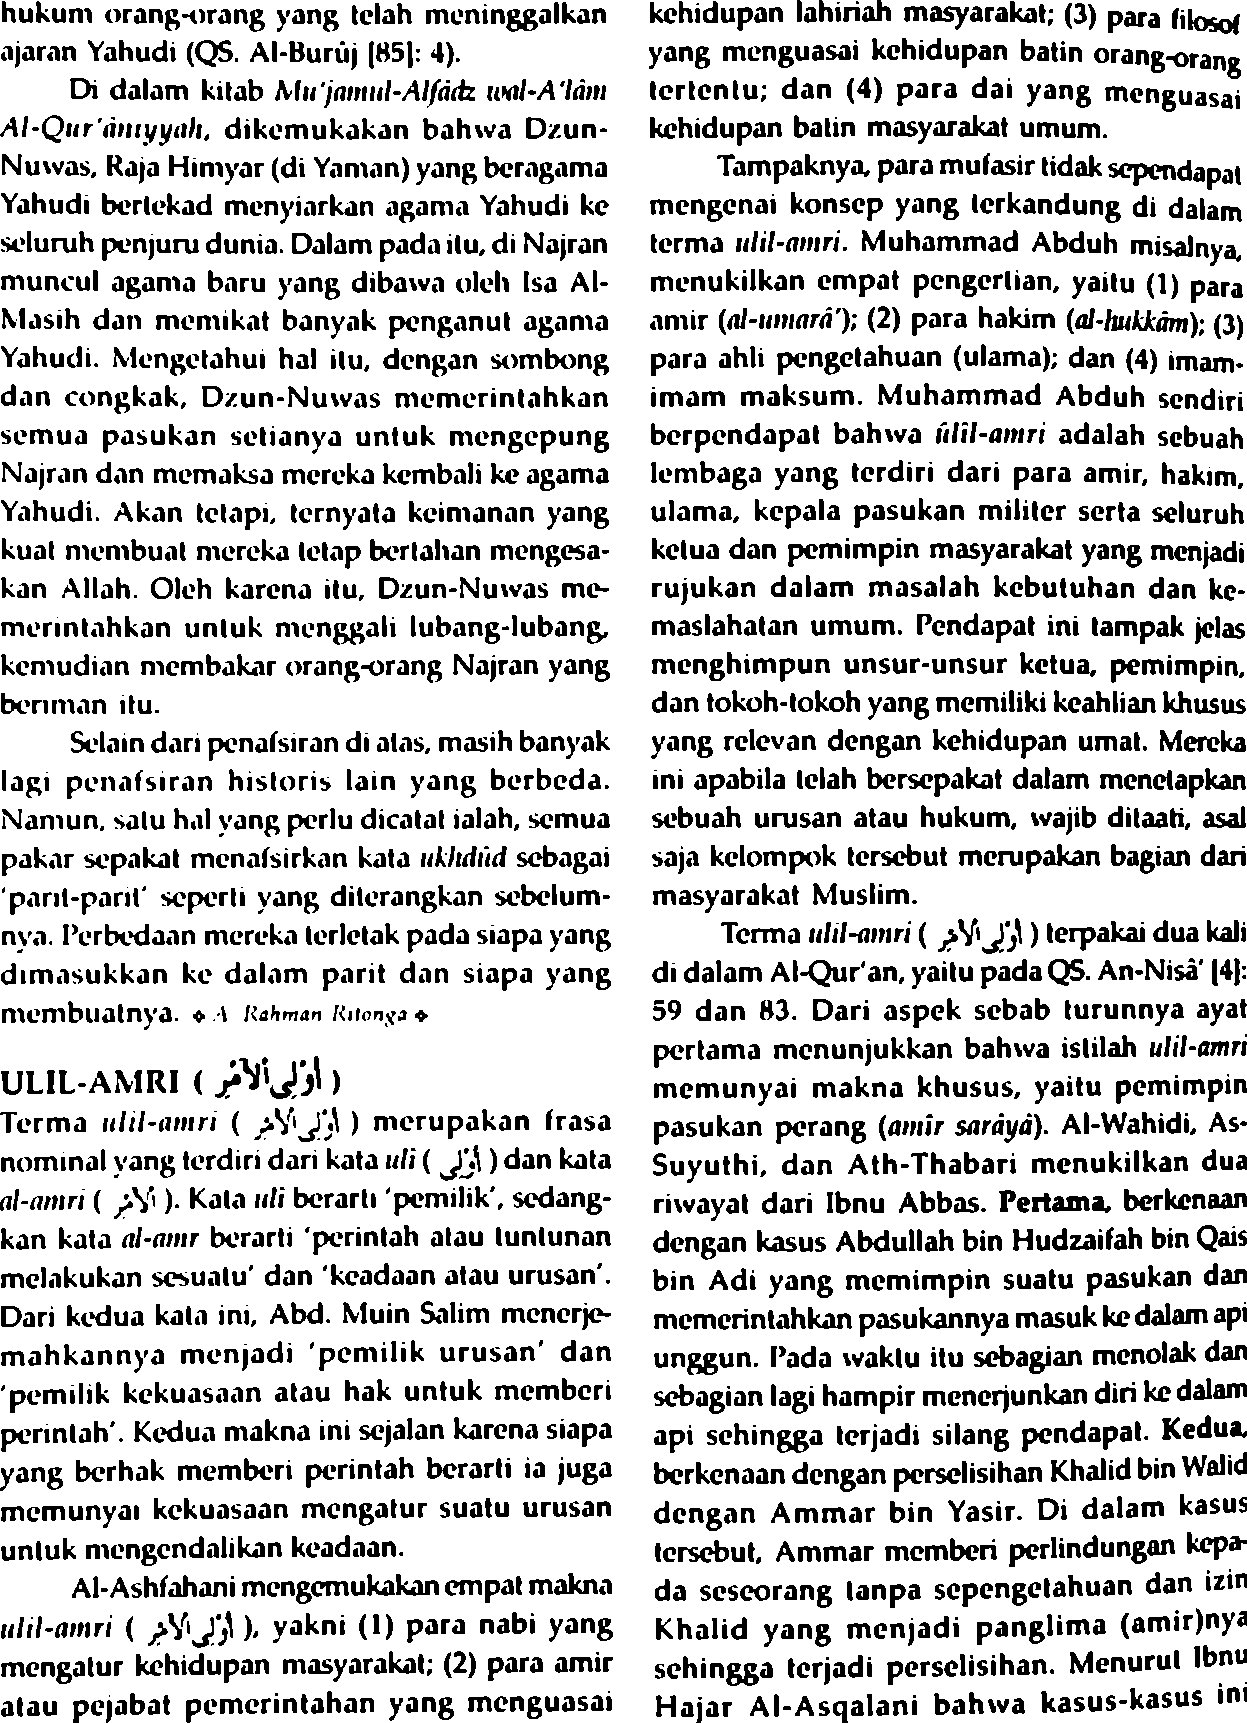 hukum orang-orang yang telah meninggalkan
ajaran Yahudi (QS. Al-Burûj [85]: 4).
Di dalam kitab Mu'jamul-Alfâdz wal-A'lâm
Al-Qur'âniyyah, dikemukakan bahwa Dzun-
Nuwas, Raja Himyar (di Yaman) yang beragama
Yahudi bertekad menyiarkan agama Yahudi ke
seluruh penjuru dunia. Dalam pada itu, di Najran
muncul agama baru yang dibawa oleh Isa Al-
Masih dan memikat banyak penganut agama
Yahudi. Mengetahui hal itu, dengan sombong
dan congkak, Dzun-Nuwas memerintahkan
semua pasukan setianya untuk mengepung
Najran dan memaksa mereka kembali ke agama
Yahudi. Akan tetapi, ternyata keimanan yang
kuat membuat mereka tetap bertahan mengesa-
kan Allah. Oleh karena itu, Dzun-Nuwas me-
merintahkan untuk menggali lubang-lubang,
kemudian membakar orang-orang Najran yang
beriman itu.
Selain dari penafsiran di atas, masih banyak
lagi penafsiran historis lain yang berbeda.
Namun, satu hal yang perlu dicatat ialah, semua
pakar sepakat menafsirkan kata ukhdûd sebagai
'parit-parit' seperti yang diterangkan sebelum-
nya. Perbedaan mereka terletak pada siapa yang
dimasukkan ke dalam parit dan siapa yang
membuatnya. ❖ A Rahman Ritonga ❖
ULIL-AMRI ( أُوْلِى الْأَمْرِ )
Terma ulil-amri ( أُوْلِى الْأَمْرِ ) merupakan frasa
nominal yang terdiri dari kata uli ( أُوْلِى ) dan kata
al-amri ( الْأَمْرِ ). Kata uli berarti 'pemilik', sedang-
kan kata al-amr berarti 'perintah atau tuntunan
melakukan sesuatu' dan 'keadaan atau urusan'.
Dari kedua kata ini, Abd. Muin Salim menerje-
mahkannya menjadi 'pemilik urusan' dan
'pemilik kekuasaan atau hak untuk memberi
perintah'. Kedua makna ini sejalan karena siapa
yang berhak memberi perintah berarti ia juga
memunyai kekuasaan mengatur suatu urusan
untuk mengendalikan keadaan.
Al-Ashfahani mengemukakan empat makna
ulil-amri ( أُوْلِى الْأَمْرِ ), yakni (1) para nabi yang
mengatur kehidupan masyarakat; (2) para amir
atau pejabat pemerintahan yang menguasai
kehidupan lahiriah masyarakat; (3) para filosof
yang menguasai kehidupan batin orang-orang
tertentu; dan (4) para dai yang menguasai
kehidupan batin masyarakat umum.
Tampaknya, para mufasir tidak sependapat
mengenai konsep yang terkandung di dalam
terma ulil-amri. Muhammad Abduh misalnya,
menukilkan empat pengertian, yaitu (1) para
amir (al-umarâ'); (2) para hakim (al-hukkâm); (3)
para ahli pengetahuan (ulama); dan (4) imam-
imam maksum. Muhammad Abduh sendiri
berpendapat bahwa ûlil-amri adalah sebuah
lembaga yang terdiri dari para amir, hakim,
ulama, kepala pasukan militer serta seluruh
ketua dan pemimpin masyarakat yang menjadi
rujukan dalam masalah kebutuhan dan ke-
maslahatan umum. Pendapat ini tampak jelas
menghimpun unsur-unsur ketua, pemimpin,
dan tokoh-tokoh yang memiliki keahlian khusus
yang relevan dengan kehidupan umat. Mereka
ini apabila telah bersepakat dalam menetapkan
sebuah urusan atau hukum, wajib ditaati, asal
saja kelompok tersebut merupakan bagian dari
masyarakat Muslim.
Terma ulil-amri ( أُوْلِى الْأَمْرِ ) terpakai dua kali
di dalam Al-Qur'an, yaitu pada QS. An-Nisâ' [4]:
59 dan 83. Dari aspek sebab turunnya ayat
pertama menunjukkan bahwa istilah ulil-amri
memunyai makna khusus, yaitu pemimpin
pasukan perang (amîr sarâyâ). Al-Wahidi, As-
Suyuthi, dan Ath-Thabari menukilkan dua
riwayat dari Ibnu Abbas. Pertama, berkenaan
dengan kasus Abdullah bin Hudzaifah bin Qais
bin Adi yang memimpin suatu pasukan dan
memerintahkan pasukannya masuk ke dalam api
unggun. Pada waktu itu sebagian menolak dan
sebagian lagi hampir menerjunkan diri ke dalam
api sehingga terjadi silang pendapat. Kedua,
berkenaan dengan perselisihan Khalid bin Walid
dengan Ammar bin Yasir. Di dalam kasus
tersebut, Ammar memberi perlindungan kepa-
da seseorang tanpa sepengetahuan dan izin
Khalid yang menjadi panglima (amir)nya
sehingga terjadi perselisihan. Menurut Ibnu
Hajar Al-Asqalani bahwa kasus-kasus ini